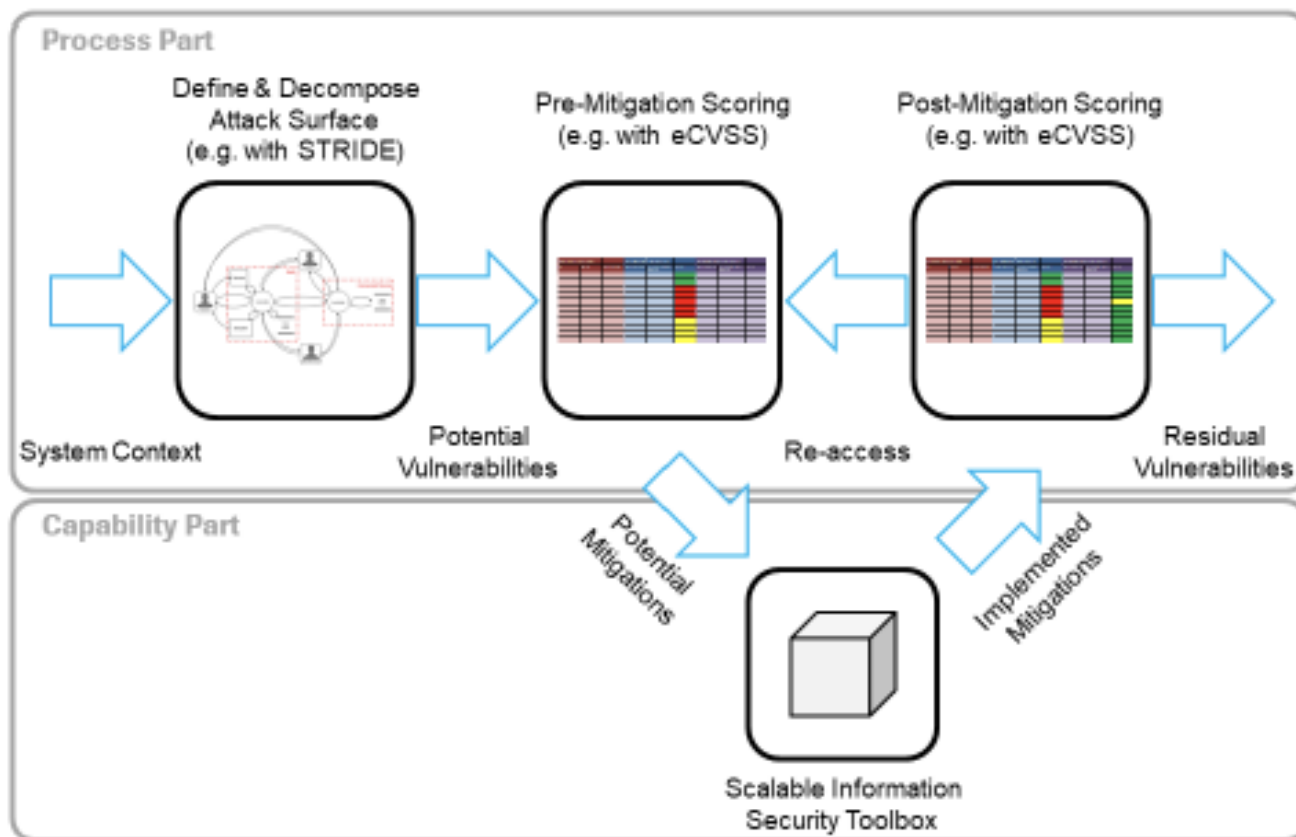 Process Part
Define & Decompose
Attack Surface
(e.g. with STRIDE)
Pre-Mitigation Scoring
(e.g. with eCVSS)
Post-Mitigation Scoring
(e.g. with eCVSS)
System Context
Potential
Vulnerabilities
Re-access
Residual
Vulnerabilities
Capability Part
Potential
Mitigations
Implemented
Mitigations
Scalable Information
Security Toolbox